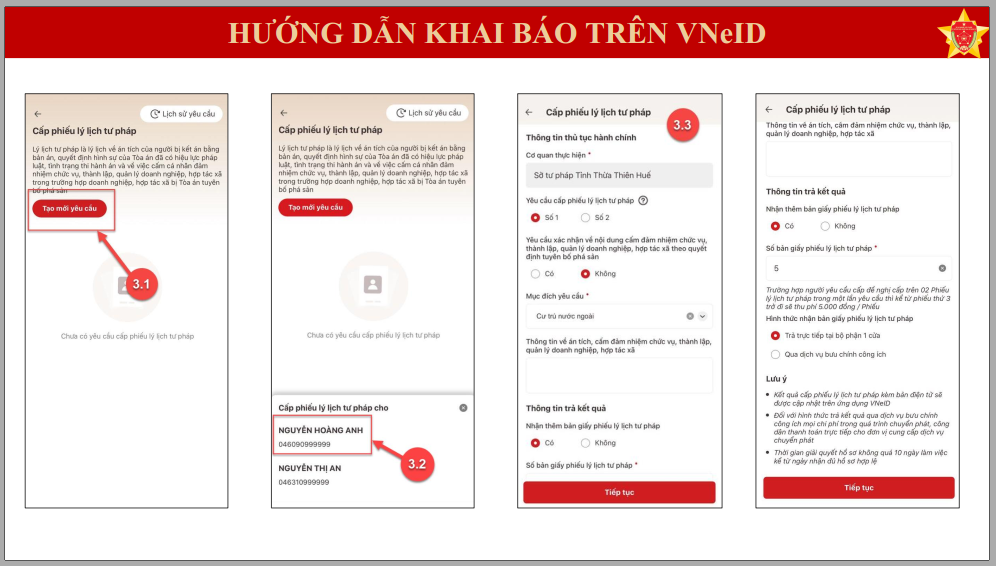 HƯỚNG DẪN KHAI BÁO TRÊN VNeID
←
Lịch sử yêu cầu
Cấp phiếu lý lịch tư pháp
Lý lịch tư pháp là lý lịch về án tích của người bị kết án bằng
bản án, quyết định hình sự của Tòa án đã có hiệu lực pháp
luật, tình trạng thi hành án và về việc cấm cá nhân đảm
nhiệm chức vụ, thành lập, quản lý doanh nghiệp, hợp tác xã
trong trường hợp doanh nghiệp, hợp tác xã bị Tòa án tuyên
bố phá sản
Tạo mới yêu cầu
3.1
Chưa có yêu cầu cấp phiếu lý lịch tư pháp
←
Lịch sử yêu cầu
Cấp phiếu lý lịch tư pháp
Lý lịch tư pháp là lý lịch về án tích của người bị kết án bằng
bản án, quyết định hình sự của Tòa án đã có hiệu lực pháp
luật, tình trạng thi hành án và về việc cấm cá nhân đảm
nhiệm chức vụ, thành lập, quản lý doanh nghiệp, hợp tác xã
trong trường hợp doanh nghiệp, hợp tác xã bị Tòa án tuyên
bố phá sản
Tạo mới yêu cầu
Chưa có yêu cầu cấp phiếu lý lịch tư pháp
Cấp phiếu lý lịch tư pháp cho
NGUYỄN HOÀNG ANH
046090999999
3.2
NGUYỄN THỊ AN
046310999999
← Cấp phiếu lý lịch tư pháp
3.3
Thông tin thủ tục hành chính
Cơ quan thực hiện *
Sở tư pháp Tỉnh Thừa Thiên Huế
Yêu cầu cấp phiếu lý lịch tư pháp ?
Số 1 Số 2
Yêu cầu xác nhận về nội dung cấm đảm nhiệm chức vụ,
thành lập, quản lý doanh nghiệp, hợp tác xã theo quyết
định tuyên bố phá sản
Có Không
Mục đích yêu cầu *
Cư trú nước ngoài
Thông tin về án tích, cấm đảm nhiệm chức vụ, thành lập,
quản lý doanh nghiệp, hợp tác xã
Thông tin trả kết quả
Nhận thêm bản giấy phiếu lý lịch tư pháp
Có Không
Số bản giấy phiếu lý lịch tư pháp *
Tiếp tục
← Cấp phiếu lý lịch tư pháp
Thông tin về án tích, cấm đảm nhiệm chức vụ, thành lập,
quản lý doanh nghiệp, hợp tác xã
Thông tin trả kết quả
Nhận thêm bản giấy phiếu lý lịch tư pháp
Có Không
Số bản giấy phiếu lý lịch tư pháp *
5
Trường hợp người yêu cầu cấp đề nghị cấp trên 02 Phiếu
lý lịch tư pháp trong một lần yêu cầu thì kể từ phiếu thứ 3
trở đi sẽ thu phí 5.000 đồng / Phiếu
Hình thức nhận bản giấy phiếu lý lịch tư pháp
Trả trực tiếp tại bộ phận 1 cửa
Qua dịch vụ bưu chính công ích
Lưu ý
• Kết quả cấp phiếu lý lịch tư pháp kèm bản điện tử sẽ
được cập nhật trên ứng dụng VNeID
• Đối với hình thức trả kết quả qua dịch vụ bưu chính
công ích mọi chi phí trong quá trình chuyển phát, công
dân thanh toán trực tiếp cho đơn vị cung cấp dịch vụ
chuyển phát
• Thời gian giải quyết hồ sơ không quá 10 ngày làm việc
kể từ ngày nhận đủ hồ sơ hợp lệ
Tiếp tục